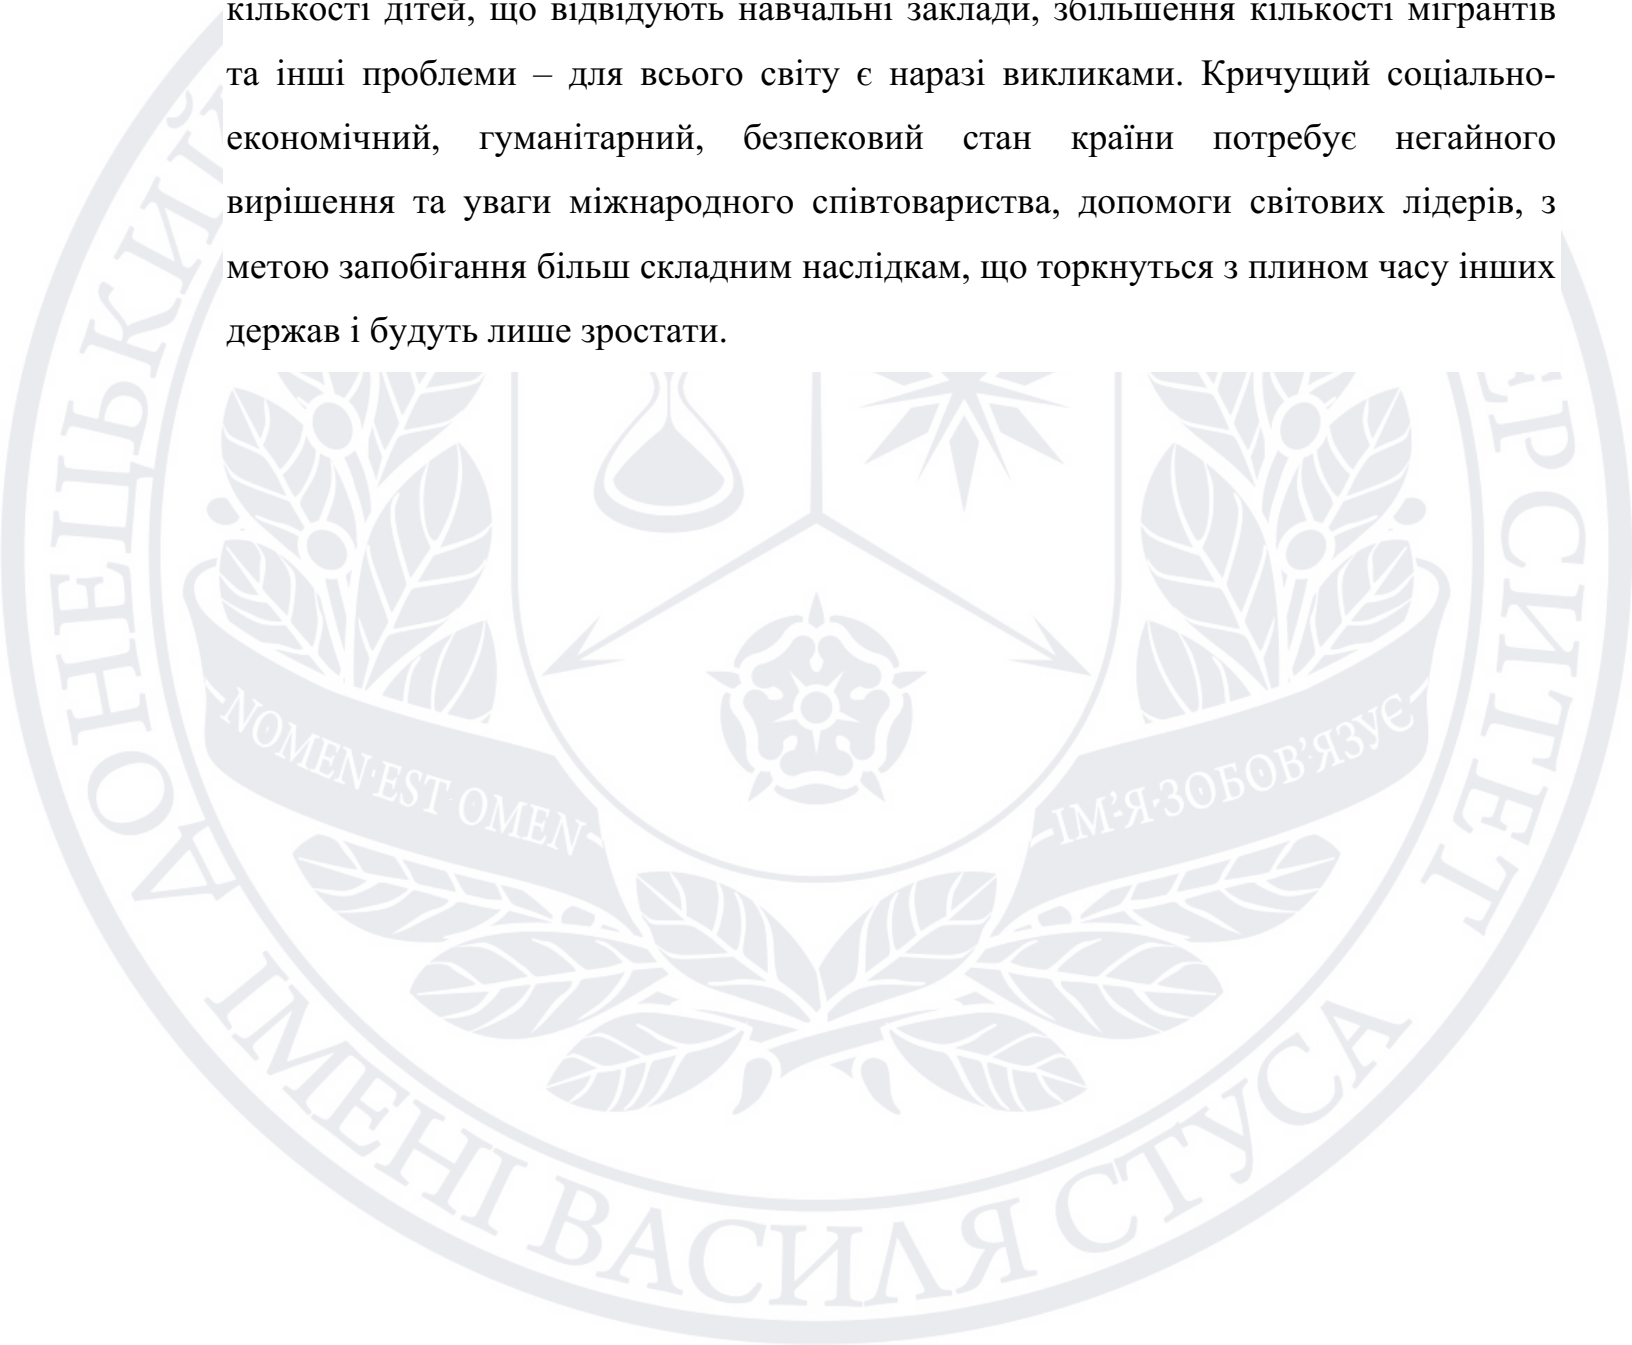 кількості дітей, що відвідують навчальні заклади, збільшення кількості мігрантів
та інші проблеми – для всього світу є наразі викликами. Кричущий соціально-
економічний, гуманітарний, безпековий стан країни потребує негайного
вирішення та уваги міжнародного співтовариства, допомоги світових лідерів, з
метою запобігання більш складним наслідкам, що торкнуться з плином часу інших
держав і будуть лише зростати.
ДОНЕЦЬКИЙ
ЕРСИТЕТ
NOMEN·EST·OMEN
ІМ’Я·ЗОБОВ’ЯЗУЄ
ІМЕНІ ВАСИЛЯ СТУСА